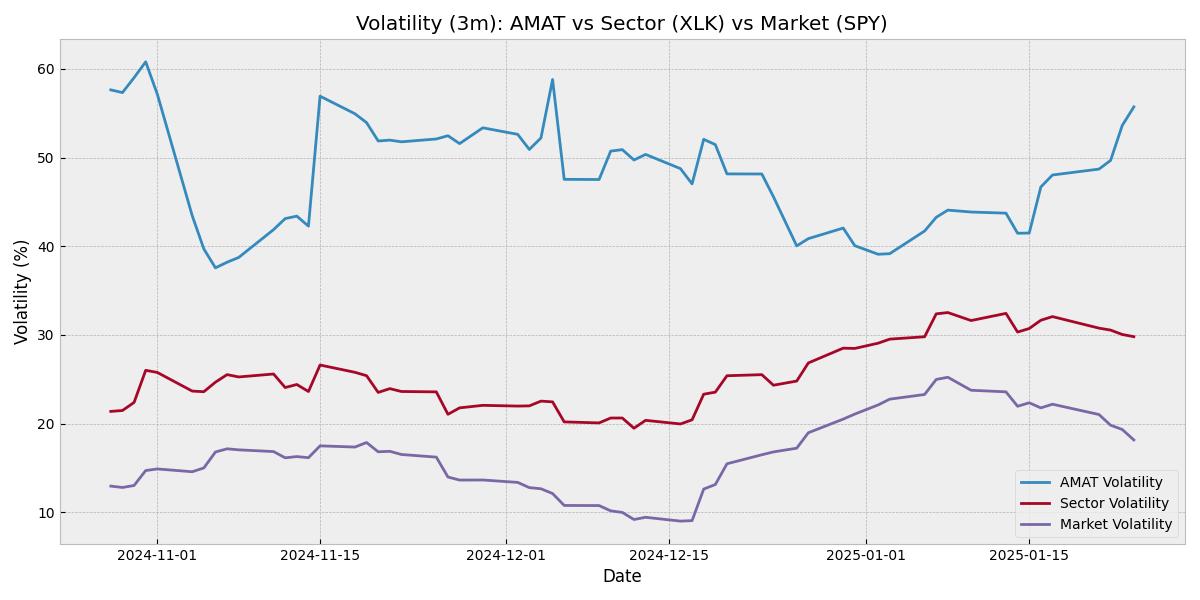 Volatility (3m): AMAT vs Sector (XLK) vs Market (SPY)
Volatility (%)
60
50
40
30
20
10
AMAT Volatility
Sector Volatility
Market Volatility
2024-11-01 2024-11-15 2024-12-01 2024-12-15 2025-01-01 2025-01-15
Date